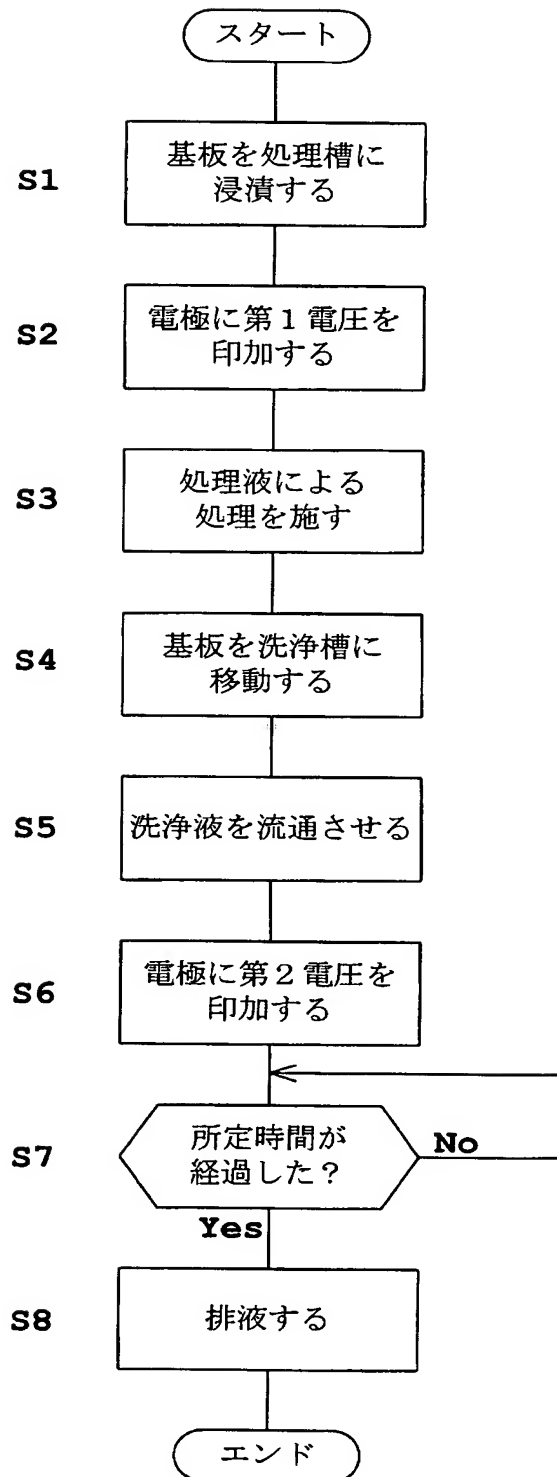 スタート
S1
基板を処理槽に
浸漬する
S2
電極に第１電圧を
印加する
S3
処理液による
処理を施す
S4
基板を洗浄槽に
移動する
S5
洗浄液を流通させる
S6
電極に第２電圧を
印加する
S7
所定時間が
経過した？
No
Yes
S8
排液する
エンド